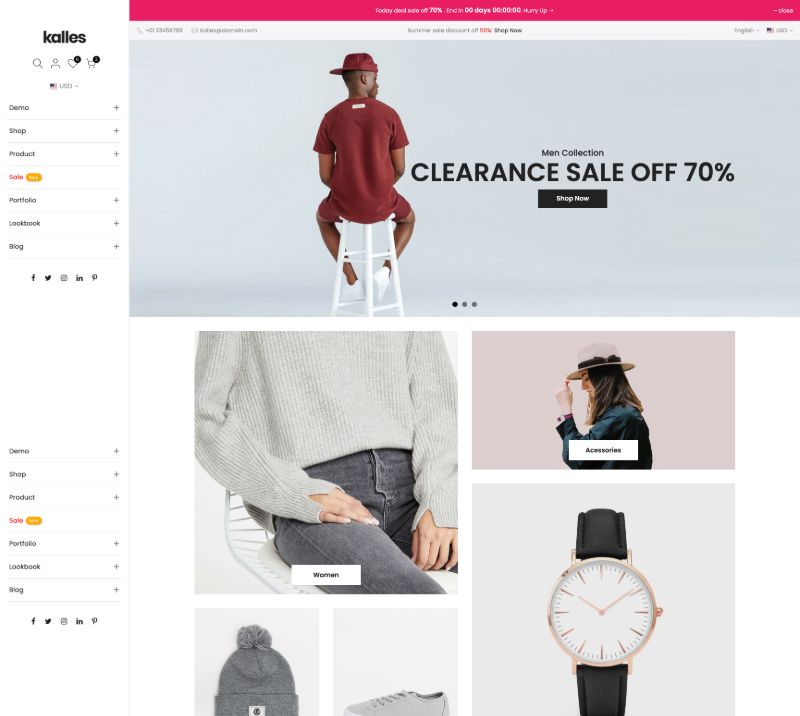 Today deal sale off 70% . End in 00 days 00:00:00. Hurry Up →
close
+01 23456789
Kalles@domain.com
Summer sale discount off 50% Shop Now
English
USD
kalles
0
USD
Demo
Shop
Product
Sale
Sale
Portfolio
Lookbook
Blog
Men Collection
CLEARANCE SALE OFF 70%
Shop Now
Women
Acessories
Demo
Shop
Product
Sale
Sale
Portfolio
Lookbook
Blog